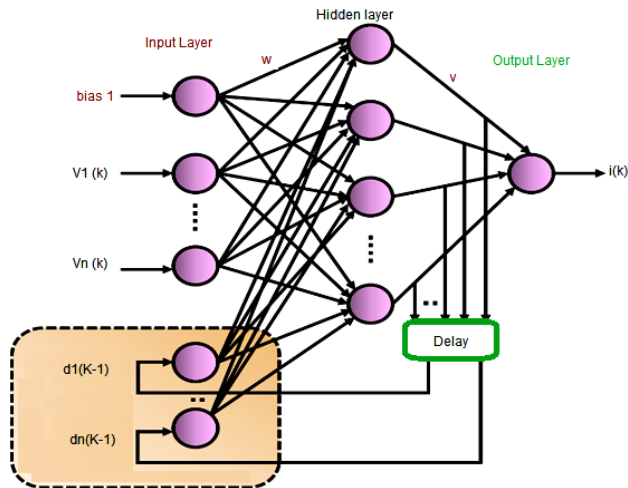 Hidden layer
Input Layer
w
v
Output Layer
bias 1
V1 (k)
i(k)
Vn (k)
Delay
d1(K-1)
dn(K-1)